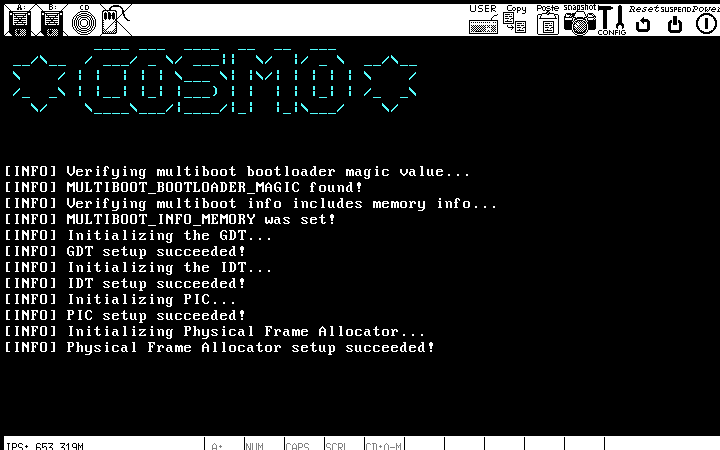 A: B: CD USER Copy Paste snapshot CONFIG Reset SUSPEND Power
COSMO
[INFO] Verifying multiboot bootloader magic value...
[INFO] MULTIBOOT_BOOTLOADER_MAGIC found!
[INFO] Verifying multiboot info includes memory info...
[INFO] MULTIBOOT_INFO_MEMORY was set!
[INFO] Initializing the GDT...
[INFO] GDT setup succeeded!
[INFO] Initializing the IDT...
[INFO] IDT setup succeeded!
[INFO] Initializing PIC...
[INFO] PIC setup succeeded!
[INFO] Initializing Physical Frame Allocator...
[INFO] Physical Frame Allocator setup succeeded!
IPS: 653.319M A: NUM CAPS SCRL CD:0-M